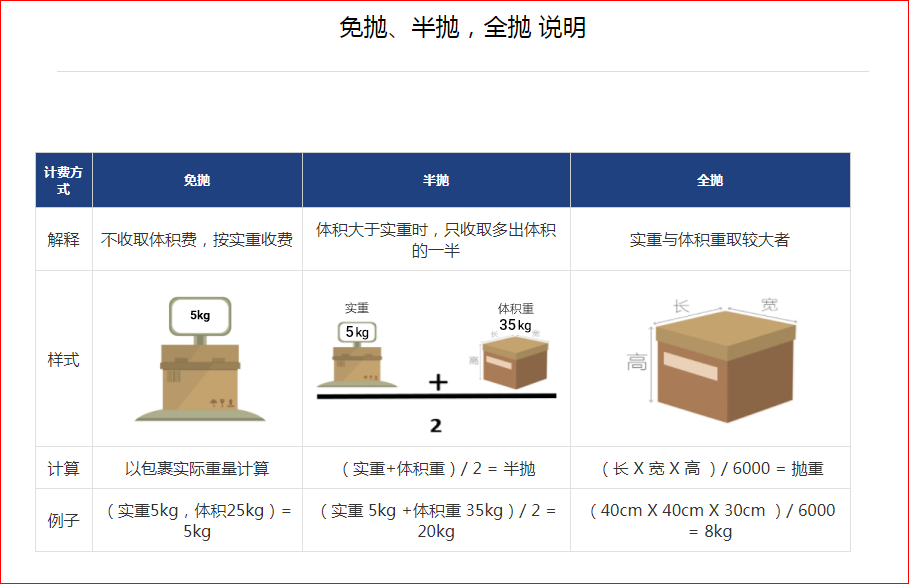 免抛、半抛，全抛 说明
计费方
式
免抛
半抛
全抛
解释
不收取体积费，按实重收费
体积大于实重时，只收取多出体积
的一半
实重与体积重取较大者
样式
5kg
实重
5kg
体积重
35kg
长
宽
高
+
2
长
宽
高
计算
以包裹实际重量计算
（实重+体积重）/ 2 = 半抛
（长 X 宽 X 高 ）/ 6000 = 抛重
例子
（实重5kg，体积25kg）=
5kg
（实重 5kg +体积重 35kg）/ 2 =
20kg
（40cm X 40cm X 30cm ）/ 6000
= 8kg